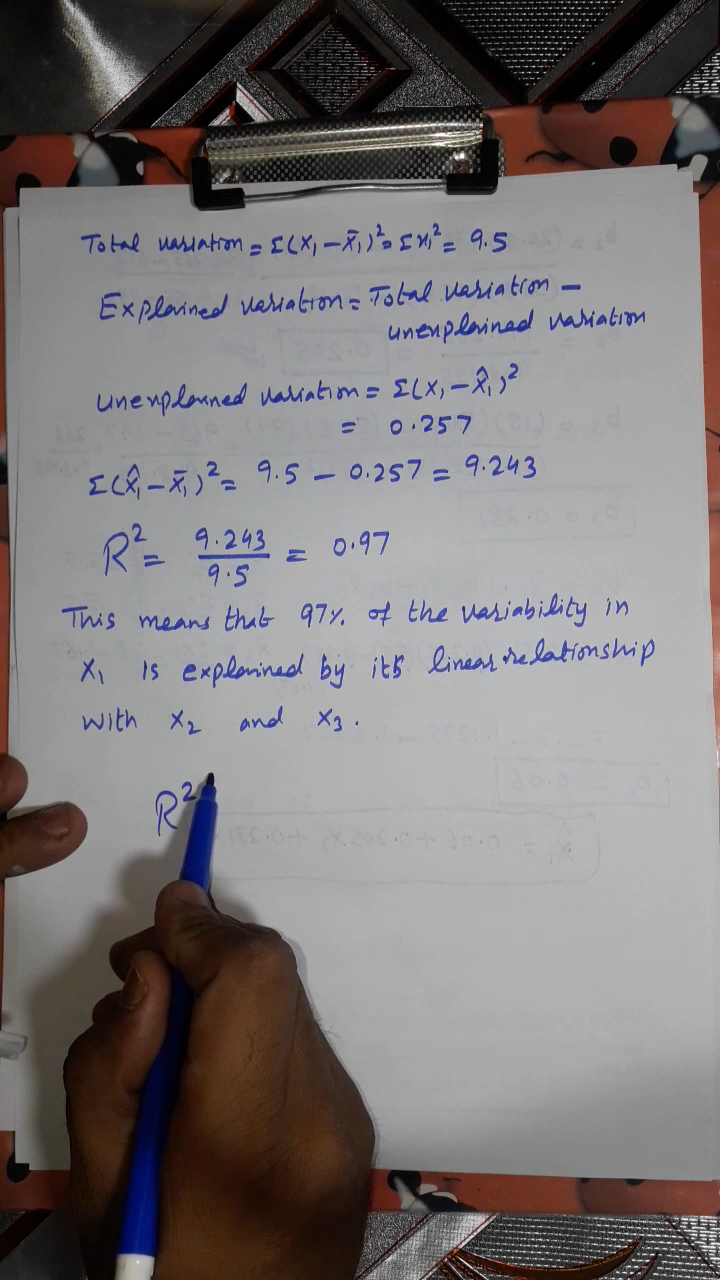 Total variation = Σ(X₁ – X̄₁)² = Σx₁² = 9.5
Explained variation = Total variation –
unexplained variation
unexplained variation = Σ(X₁ – X̂₁)²
= 0.257
Σ(X̂₁ – X̄₁)² = 9.5 – 0.257 = 9.243
R² = 9.243/9.5 = 0.97
This means that 97% of the variability in
X₁ is explained by its linear relationship
with X₂ and X₃.
R²